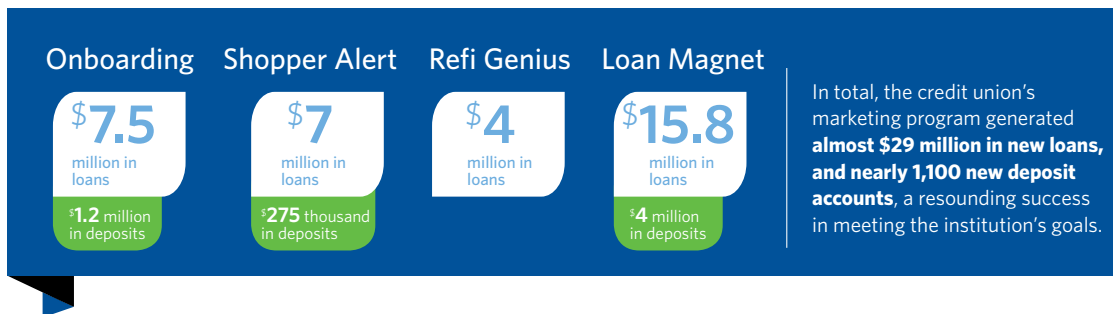 Onboarding
$7.5
million in
loans
$1.2 million
in deposits
Shopper Alert
$7
million in
loans
$275 thousand
in deposits
Refi Genius
$4
million in
loans
Loan Magnet
$15.8
million in
loans
$4 million
in deposits
In total, the credit union’s
marketing program generated
almost $29 million in new loans,
and nearly 1,100 new deposit
accounts, a resounding success
in meeting the institution’s goals.